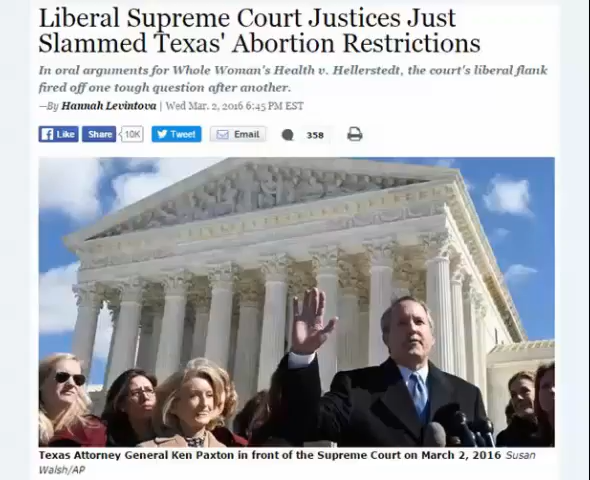 Liberal Supreme Court Justices Just
Slammed Texas' Abortion Restrictions
In oral arguments for Whole Woman's Health v. Hellerstedt, the court's liberal flank
fired off one tough question after another.
—By Hannah Levintova | Wed Mar. 2, 2016 6:45 PM EST
Like Share 10K Tweet Email 358
Texas Attorney General Ken Paxton in front of the Supreme Court on March 2, 2016 Susan
Walsh/AP